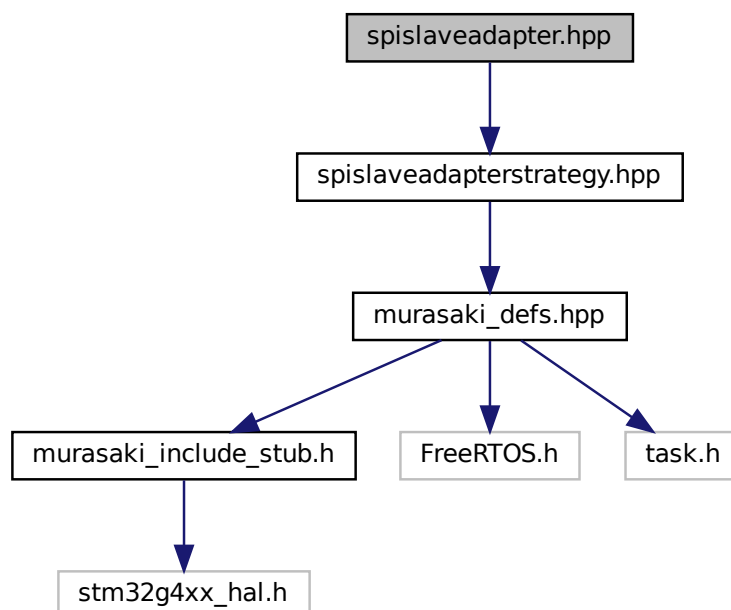 spislaveadapter.hpp
spislaveadapterstrategy.hpp
murasaki_defs.hpp
murasaki_include_stub.h
FreeRTOS.h
task.h
stm32g4xx_hal.h